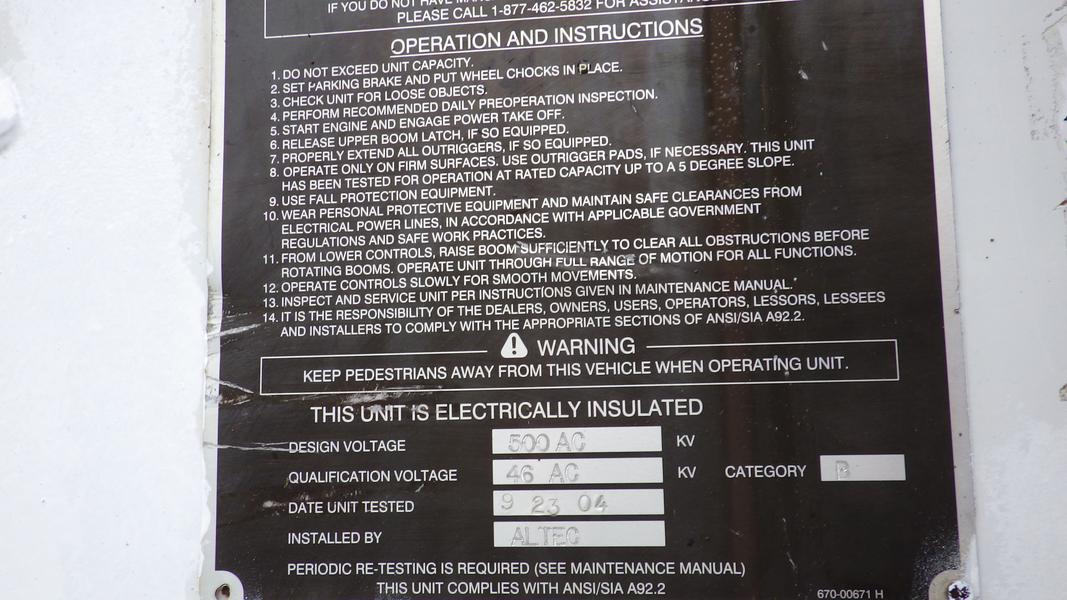 IF YOU DO NOT HAVE
PLEASE CALL 1-877-462-5832 FOR ASSISTANCE
OPERATION AND INSTRUCTIONS
1. DO NOT EXCEED UNIT CAPACITY.
2. SET PARKING BRAKE AND PUT WHEEL CHOCKS IN PLACE.
3. CHECK UNIT FOR LOOSE OBJECTS.
4. PERFORM RECOMMENDED DAILY PREOPERATION INSPECTION.
5. START ENGINE AND ENGAGE POWER TAKE OFF.
6. RELEASE UPPER BOOM LATCH, IF SO EQUIPPED.
7. PROPERLY EXTEND ALL OUTRIGGERS, IF SO EQUIPPED.
8. OPERATE ONLY ON FIRM SURFACES. USE OUTRIGGER PADS, IF NECESSARY. THIS UNIT
HAS BEEN TESTED FOR OPERATION AT RATED CAPACITY UP TO A 5 DEGREE SLOPE.
9. USE FALL PROTECTION EQUIPMENT.
10. WEAR PERSONAL PROTECTIVE EQUIPMENT AND MAINTAIN SAFE CLEARANCES FROM
ELECTRICAL POWER LINES, IN ACCORDANCE WITH APPLICABLE GOVERNMENT
REGULATIONS AND SAFE WORK PRACTICES.
11. FROM LOWER CONTROLS, RAISE BOOM SUFFICIENTLY TO CLEAR ALL OBSTRUCTIONS BEFORE
ROTATING BOOMS. OPERATE UNIT THROUGH FULL RANGE OF MOTION FOR ALL FUNCTIONS.
12. OPERATE CONTROLS SLOWLY FOR SMOOTH MOVEMENTS.
13. INSPECT AND SERVICE UNIT PER INSTRUCTIONS GIVEN IN MAINTENANCE MANUAL.
14. IT IS THE RESPONSIBILITY OF THE DEALERS, OWNERS, USERS, OPERATORS, LESSORS, LESSEES
AND INSTALLERS TO COMPLY WITH THE APPROPRIATE SECTIONS OF ANSI/SIA A92.2.
WARNING
KEEP PEDESTRIANS AWAY FROM THIS VEHICLE WHEN OPERATING UNIT.
THIS UNIT IS ELECTRICALLY INSULATED
DESIGN VOLTAGE 500 AC KV
QUALIFICATION VOLTAGE 46 AC KV CATEGORY B
DATE UNIT TESTED 9 23 04
INSTALLED BY ALTEC
PERIODIC RE-TESTING IS REQUIRED (SEE MAINTENANCE MANUAL)
THIS UNIT COMPLIES WITH ANSI/SIA A92.2
670-00671 H